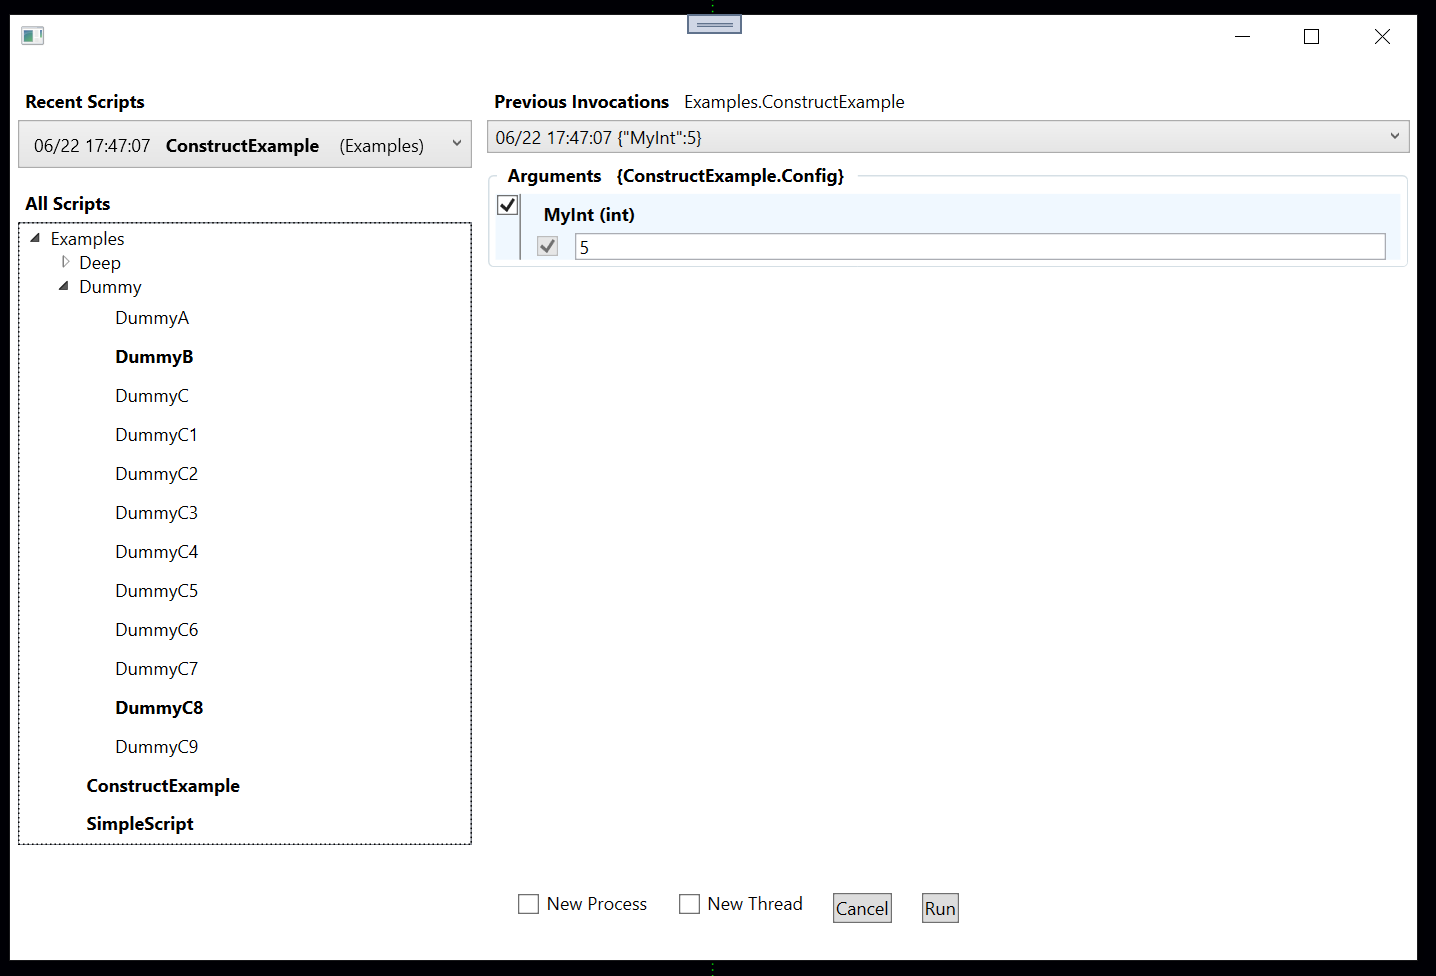 Recent Scripts
06/22 17:47:07 ConstructExample (Examples)
All Scripts
Examples
Deep
Dummy
DummyA
DummyB
DummyC
DummyC1
DummyC2
DummyC3
DummyC4
DummyC5
DummyC6
DummyC7
DummyC8
DummyC9
ConstructExample
SimpleScript
Previous Invocations Examples.ConstructExample
06/22 17:47:07 {"MyInt":5}
Arguments {ConstructExample.Config}
MyInt (int)
5
New Process New Thread Cancel Run